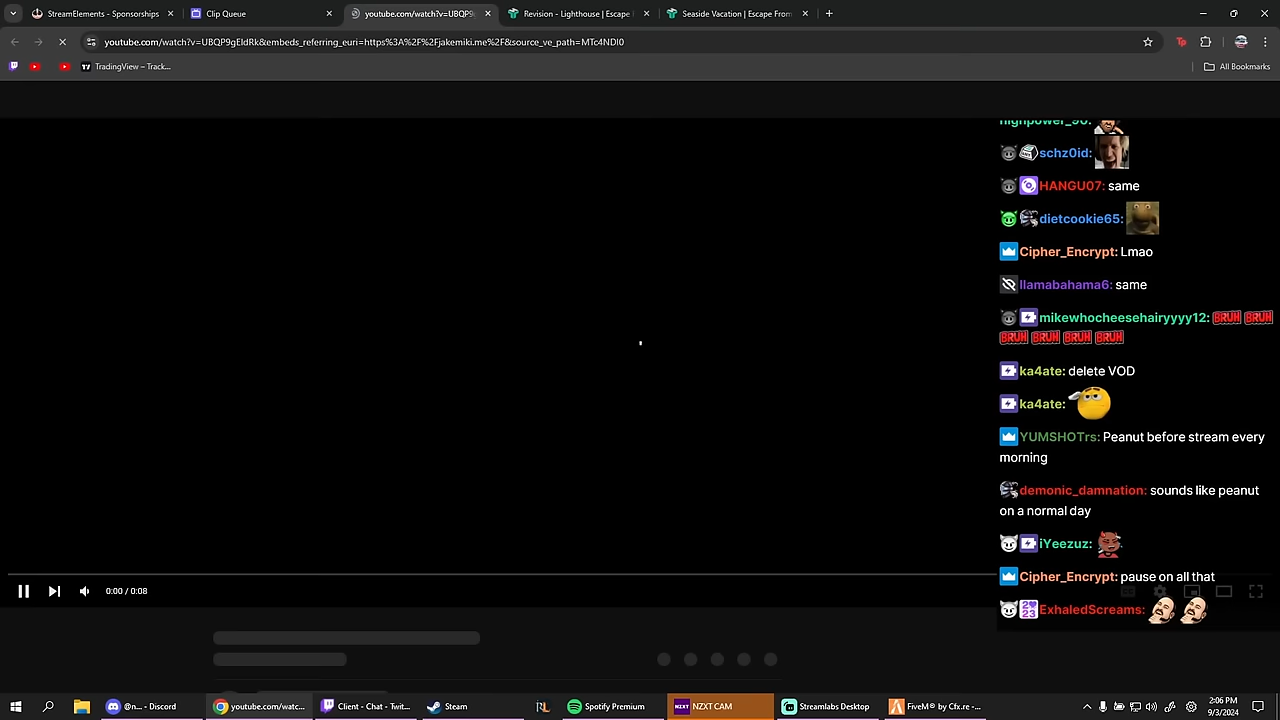 StreamElements - Sponsorships
Clip Queue
youtube.com/watch?v=UBQP9
Revision - Lighthouse | Escape
Seaside Vacation | Escape From
youtube.com/watch?v=UBQP9gEldRk&embeds_referring_euri=https%3A%2F%2Fjakemiki.me%2F&source_ve_path=MTc4NDI0
TradingView – Track...
All Bookmarks
highpower_96:
schz0id:
HANGU07: same
dietcookie65:
Cipher_Encrypt: Lmao
llamabahama6: same
mikewhocheesehairyyyy12: BRUH BRUH
BRUH BRUH BRUH BRUH
ka4ate: delete VOD
ka4ate:
YUMSHOTrs: Peanut before stream every
morning
demonic_damnation: sounds like peanut
on a normal day
iYeezuz:
Cipher_Encrypt: pause on all that
0:00 / 0:08
ExhaledScreams:
@n... - Discord
youtube.com/watc...
Client - Chat - Twit...
Steam
Spotify Premium
NZXT CAM
Streamlabs Desktop
FiveM® by Cfx.re - ...
2:06 PM
9/3/2024